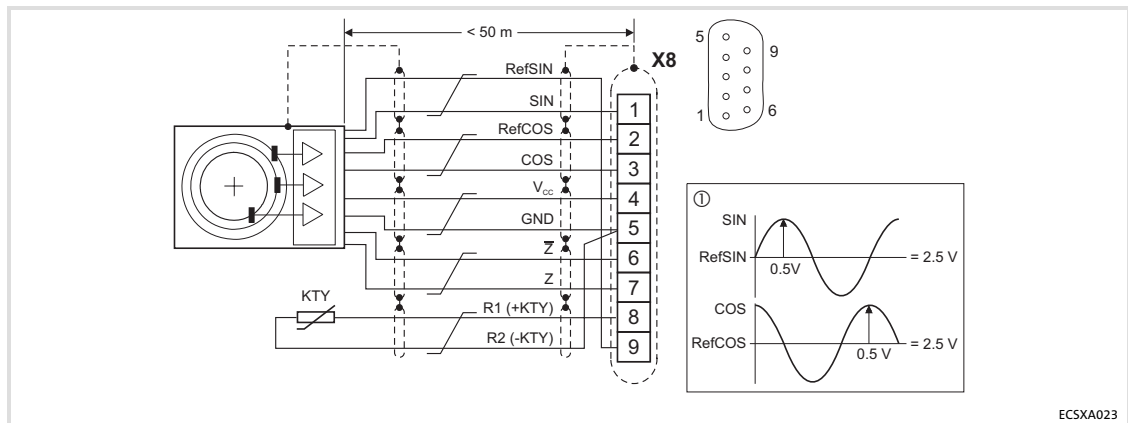 < 50 m
X8
5
9
1
6
RefSIN
SIN
RefCOS
COS
Vcc
GND
Z̅
Z
R1 (+KTY)
R2 (-KTY)
KTY
1
2
3
4
5
6
7
8
9
①
SIN
RefSIN
0.5V
= 2.5 V
COS
RefCOS
0.5 V
= 2.5 V
ECSXA023